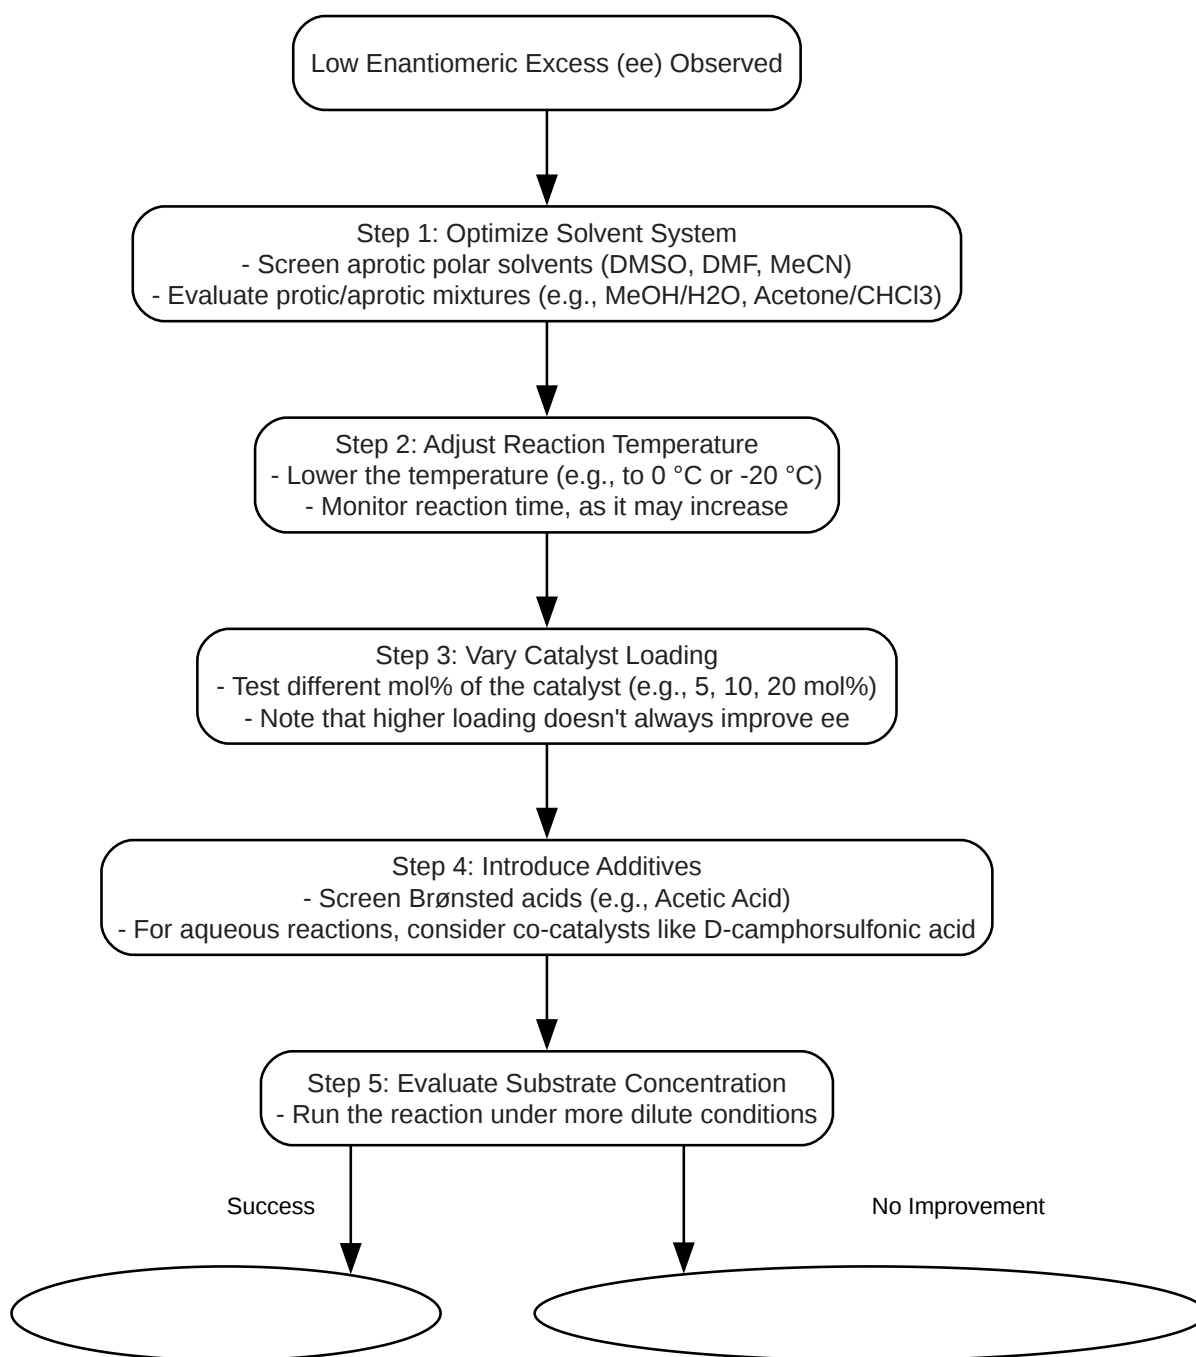 Low Enantiomeric Excess (ee) Observed
Step 1: Optimize Solvent System
- Screen aprotic polar solvents (DMSO, DMF, MeCN)
- Evaluate protic/aprotic mixtures (e.g., MeOH/H2O, Acetone/CHCl3)
Step 2: Adjust Reaction Temperature
- Lower the temperature (e.g., to 0 °C or -20 °C)
- Monitor reaction time, as it may increase
Step 3: Vary Catalyst Loading
- Test different mol% of the catalyst (e.g., 5, 10, 20 mol%)
- Note that higher loading doesn't always improve ee
Step 4: Introduce Additives
- Screen Brønsted acids (e.g., Acetic Acid)
- For aqueous reactions, consider co-catalysts like D-camphorsulfonic acid
Step 5: Evaluate Substrate Concentration
- Run the reaction under more dilute conditions
Success
No Improvement